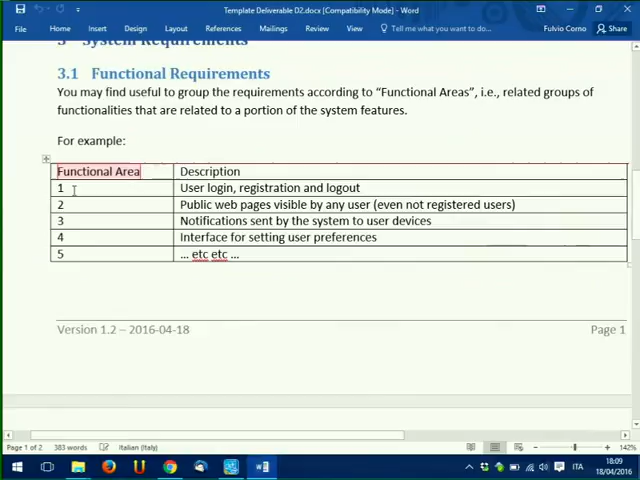 Template Deliverable D2.docx [Compatibility Mode] - Word
File Home Insert Design Layout References Mailings Review View Tell me what you want to do... Fulvio Corno Share
3 System Requirements
3.1 Functional Requirements
You may find useful to group the requirements according to “Functional Areas”, i.e., related groups of
functionalities that are related to a portion of the system features.
For example:
Functional Area Description
1 User login, registration and logout
2 Public web pages visible by any user (even not registered users)
3 Notifications sent by the system to user devices
4 Interface for setting user preferences
5 … etc etc …
Version 1.2 – 2016-04-18 Page 1
Page 1 of 2 383 words Italian (Italy) 142%
18:09
ITA
18/04/2016